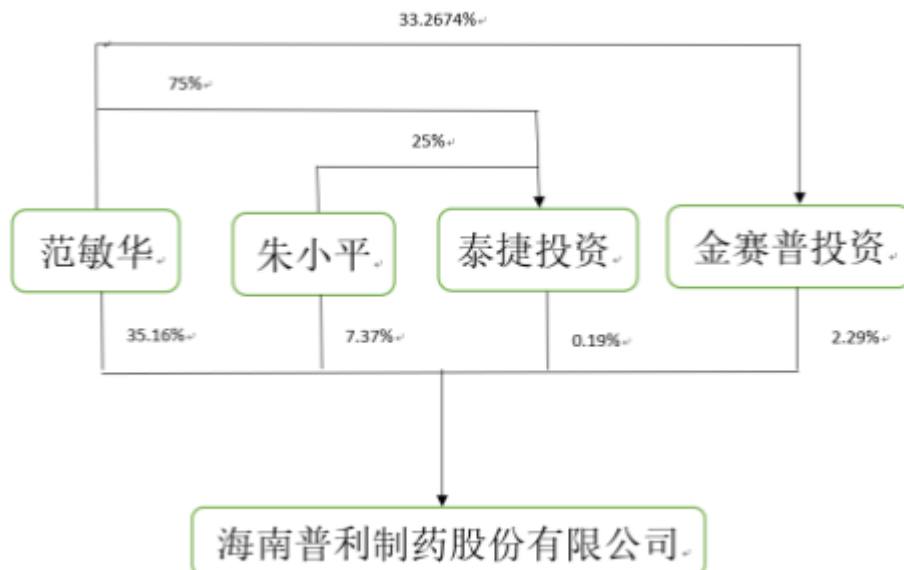 33.2674%
75%
25%
范敏华
朱小平
泰捷投资
金赛普投资
35.16%
7.37%
0.19%
2.29%
海南普利制药股份有限公司